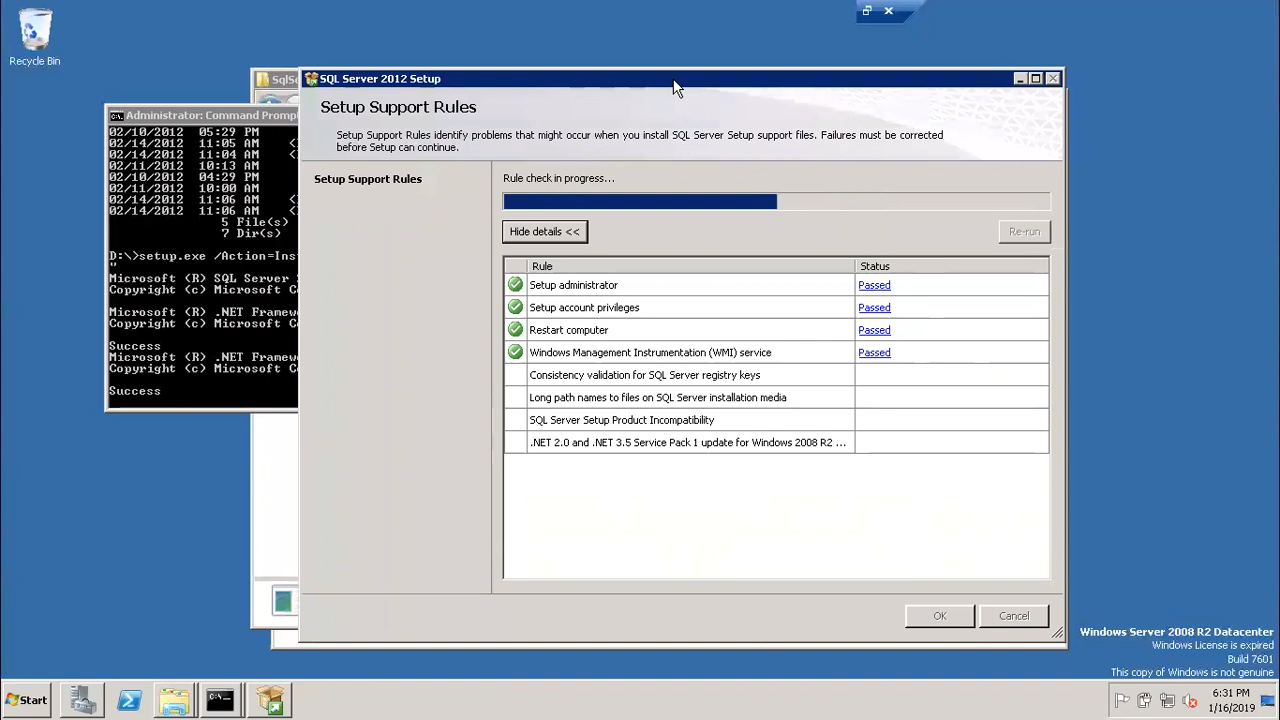 Recycle Bin
SqlSe
SQL Server 2012 Setup
Setup Support Rules
Setup Support Rules identify problems that might occur when you install SQL Server Setup support files. Failures must be corrected
before Setup can continue.
Setup Support Rules
Rule check in progress...
Hide details <<
Re-run
Rule Status
Setup administrator Passed
Setup account privileges Passed
Restart computer Passed
Windows Management Instrumentation (WMI) service Passed
Consistency validation for SQL Server registry keys
Long path names to files on SQL Server installation media
SQL Server Setup Product Incompatibility
.NET 2.0 and .NET 3.5 Service Pack 1 update for Windows 2008 R2 ...
OK Cancel
Administrator: Command Promp
02/10/2012 05:29 PM
02/14/2012 11:05 AM <
02/14/2012 11:04 AM <
02/11/2012 10:13 AM
02/10/2012 04:29 PM
02/11/2012 10:00 AM
02/14/2012 11:06 AM <
02/14/2012 11:06 AM <
5 File(s)
7 Dir(s)
D:\>setup.exe /Action=Ins
"
Microsoft (R) SQL Server
Copyright (c) Microsoft Co
Microsoft (R) .NET Framew
Copyright (c) Microsoft Co
Success
Microsoft (R) .NET Framew
Copyright (c) Microsoft Co
Success
Windows Server 2008 R2 Datacenter
Windows License is expired
Build 7601
This copy of Windows is not genuine
Start
6:31 PM
1/16/2019